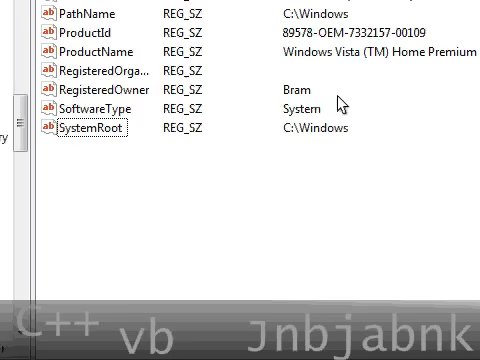 PathName REG_SZ C:\Windows
ProductId REG_SZ 89578-OEM-7332157-00109
ProductName REG_SZ Windows Vista (TM) Home Premium
RegisteredOrga... REG_SZ
RegisteredOwner REG_SZ Bram
SoftwareType REG_SZ System
SystemRoot REG_SZ C:\Windows
ry
C++ vb Jnbjabnk